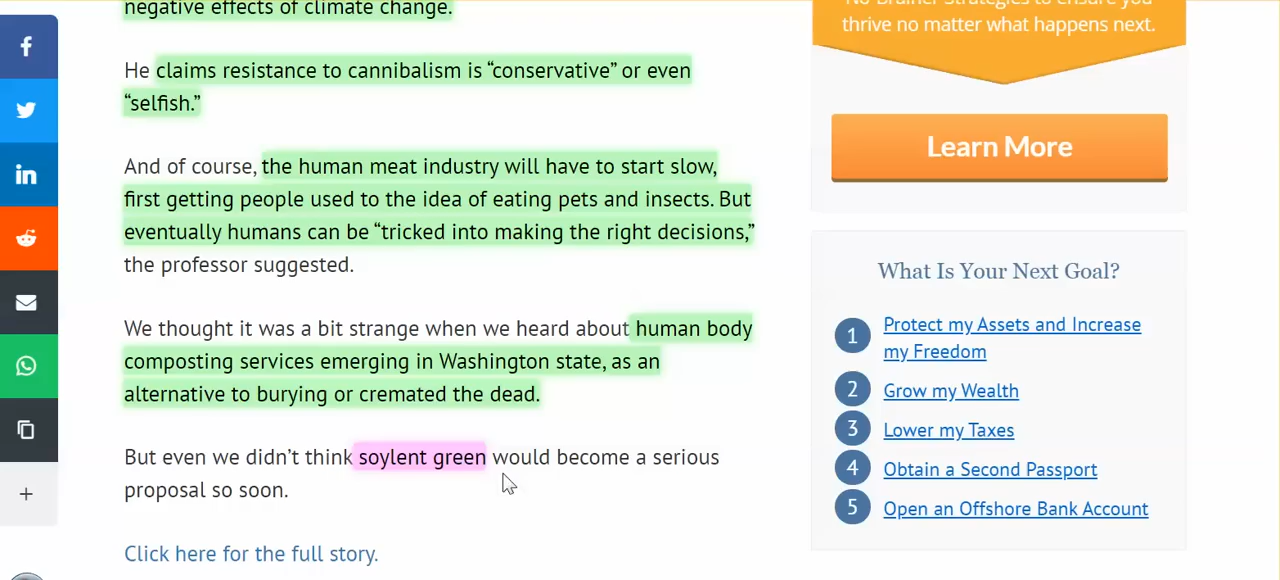 negative effects of climate change.
He claims resistance to cannibalism is “conservative” or even
“selfish.”
And of course, the human meat industry will have to start slow,
first getting people used to the idea of eating pets and insects. But
eventually humans can be “tricked into making the right decisions,”
the professor suggested.
We thought it was a bit strange when we heard about human body
composting services emerging in Washington state, as an
alternative to burying or cremated the dead.
But even we didn’t think soylent green would become a serious
proposal so soon.
Click here for the full story.
No-Brainer Strategies to ensure you
thrive no matter what happens next.
Learn More
What Is Your Next Goal?
1 Protect my Assets and Increase
my Freedom
2 Grow my Wealth
3 Lower my Taxes
4 Obtain a Second Passport
5 Open an Offshore Bank Account